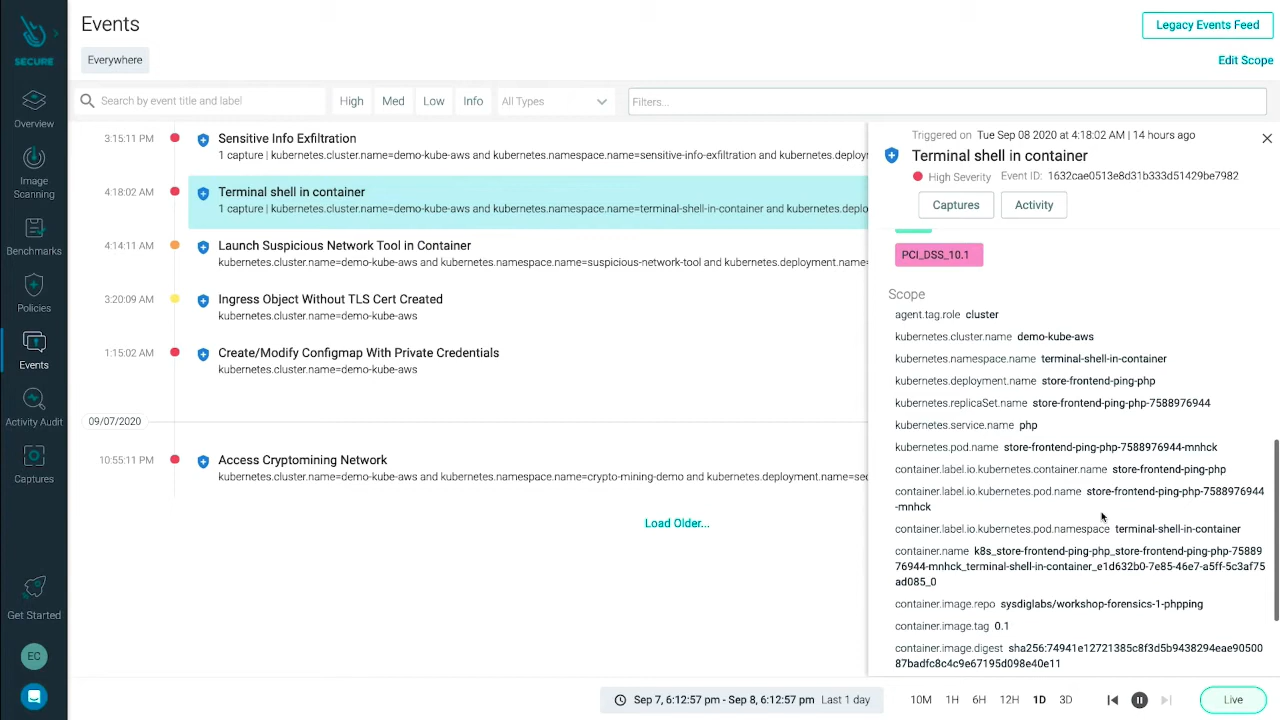 SECURE
Overview
Image
Scanning
Benchmarks
Policies
Events
Activity Audit
Captures
Get Started
EC
Events
Legacy Events Feed
Everywhere
Edit Scope
Search by event title and label
High
Med
Low
Info
All Types
Filters...
3:15:11 PM
Sensitive Info Exfiltration
1 capture | kubernetes.cluster.name=demo-kube-aws and kubernetes.namespace.name=sensitive-info-exfiltration and kubernetes.deploym
4:18:02 AM
Terminal shell in container
1 capture | kubernetes.cluster.name=demo-kube-aws and kubernetes.namespace.name=terminal-shell-in-container and kubernetes.deplo
4:14:11 AM
Launch Suspicious Network Tool in Container
kubernetes.cluster.name=demo-kube-aws and kubernetes.namespace.name=suspicious-network-tool and kubernetes.deployment.name=
3:20:09 AM
Ingress Object Without TLS Cert Created
kubernetes.cluster.name=demo-kube-aws
1:15:02 AM
Create/Modify Configmap With Private Credentials
kubernetes.cluster.name=demo-kube-aws
09/07/2020
10:55:11 PM
Access Cryptomining Network
kubernetes.cluster.name=demo-kube-aws and kubernetes.namespace.name=crypto-mining-demo and kubernetes.deployment.name=sec
Load Older...
Triggered on Tue Sep 08 2020 at 4:18:02 AM | 14 hours ago
Terminal shell in container
High Severity Event ID: 1632cae0513e8d31b333d51429be7982
Captures
Activity
PCI_DSS_10.1
Scope
agent.tag.role cluster
kubernetes.cluster.name demo-kube-aws
kubernetes.namespace.name terminal-shell-in-container
kubernetes.deployment.name store-frontend-ping-php
kubernetes.replicaSet.name store-frontend-ping-php-7588976944
kubernetes.service.name php
kubernetes.pod.name store-frontend-ping-php-7588976944-mnhck
container.label.io.kubernetes.container.name store-frontend-ping-php
container.label.io.kubernetes.pod.name store-frontend-ping-php-7588976944
-mnhck
container.label.io.kubernetes.pod.namespace terminal-shell-in-container
container.name k8s_store-frontend-ping-php_store-frontend-ping-php-75889
76944-mnhck_terminal-shell-in-container_e1d632b0-7e85-46e7-a5ff-5c3af75
ad085_0
container.image.repo sysdiglabs/workshop-forensics-1-phpping
container.image.tag 0.1
container.image.digest sha256:74941e12721385c8f3d5b9438294eae90500
87badfc8c4c9e67195d098e40e11
Sep 7, 6:12:57 pm - Sep 8, 6:12:57 pm Last 1 day
10M
1H
6H
12H
1D
3D
Live